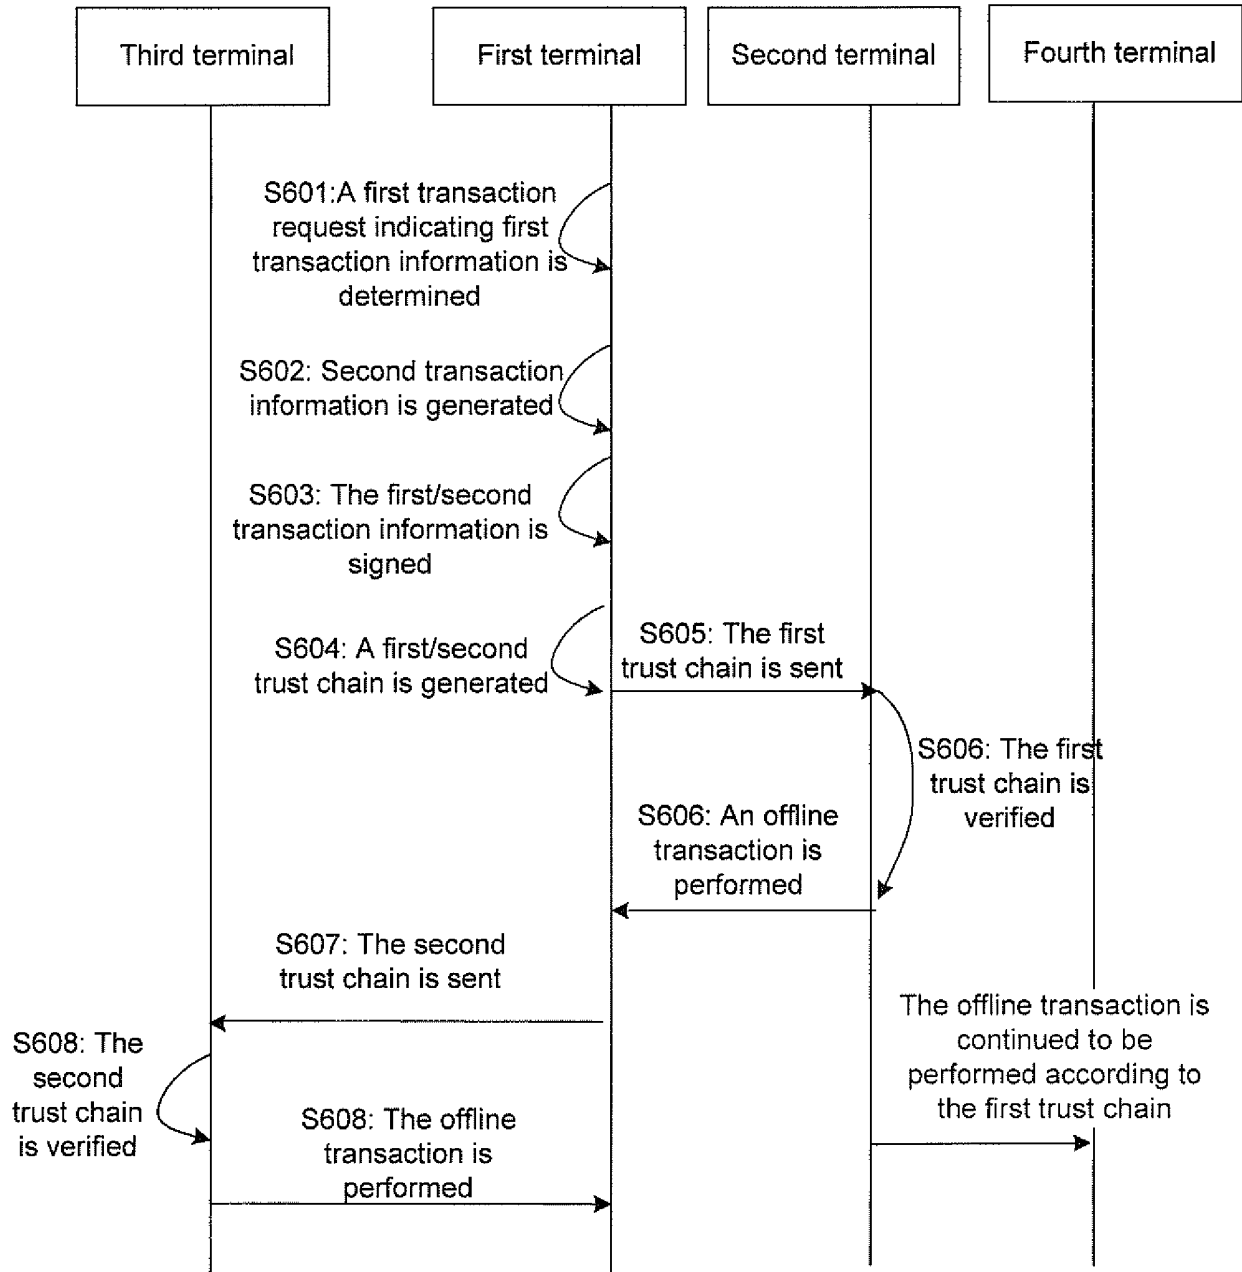 Third terminal
First terminal
Second terminal
Fourth terminal
S601:A first transaction
request indicating first
transaction information is
determined
S602: Second transaction
information is generated
S603: The first/second
transaction information is
signed
S604: A first/second
trust chain is generated
S605: The first
trust chain is sent
S606: The first
trust chain is
verified
S606: An offline
transaction is
performed
S607: The second
trust chain is sent
The offline transaction is
continued to be
performed according to
the first trust chain
S608: The
second
trust chain
is verified
S608: The offline
transaction is
performed